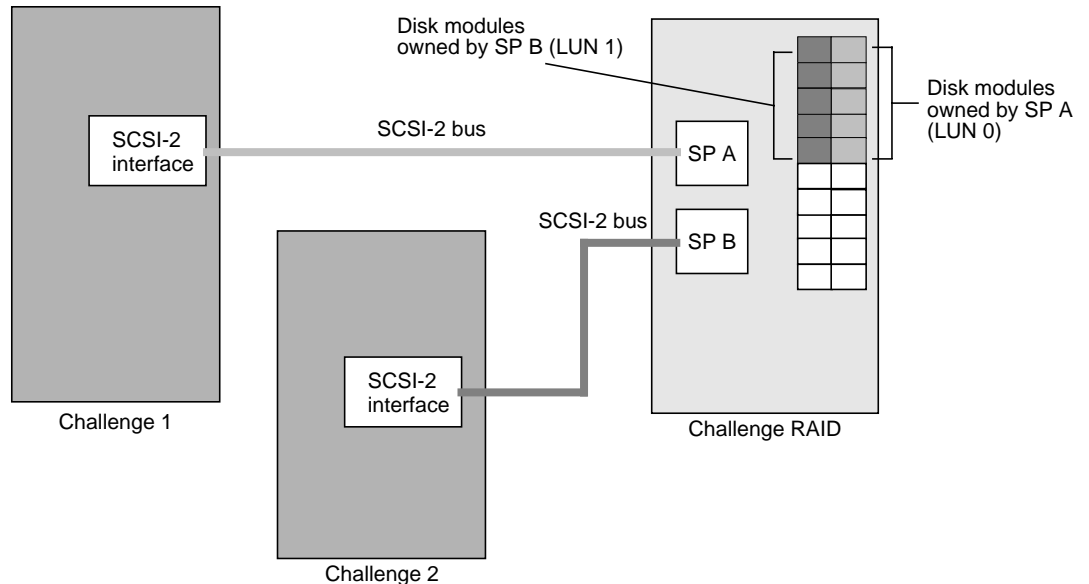 Disk modules
owned by SP B (LUN 1)
Disk modules
owned by SP A
(LUN 0)
SCSI-2
interface
SCSI-2 bus
SP A
SCSI-2 bus
SP B
SCSI-2
interface
Challenge 1
Challenge RAID
Challenge 2